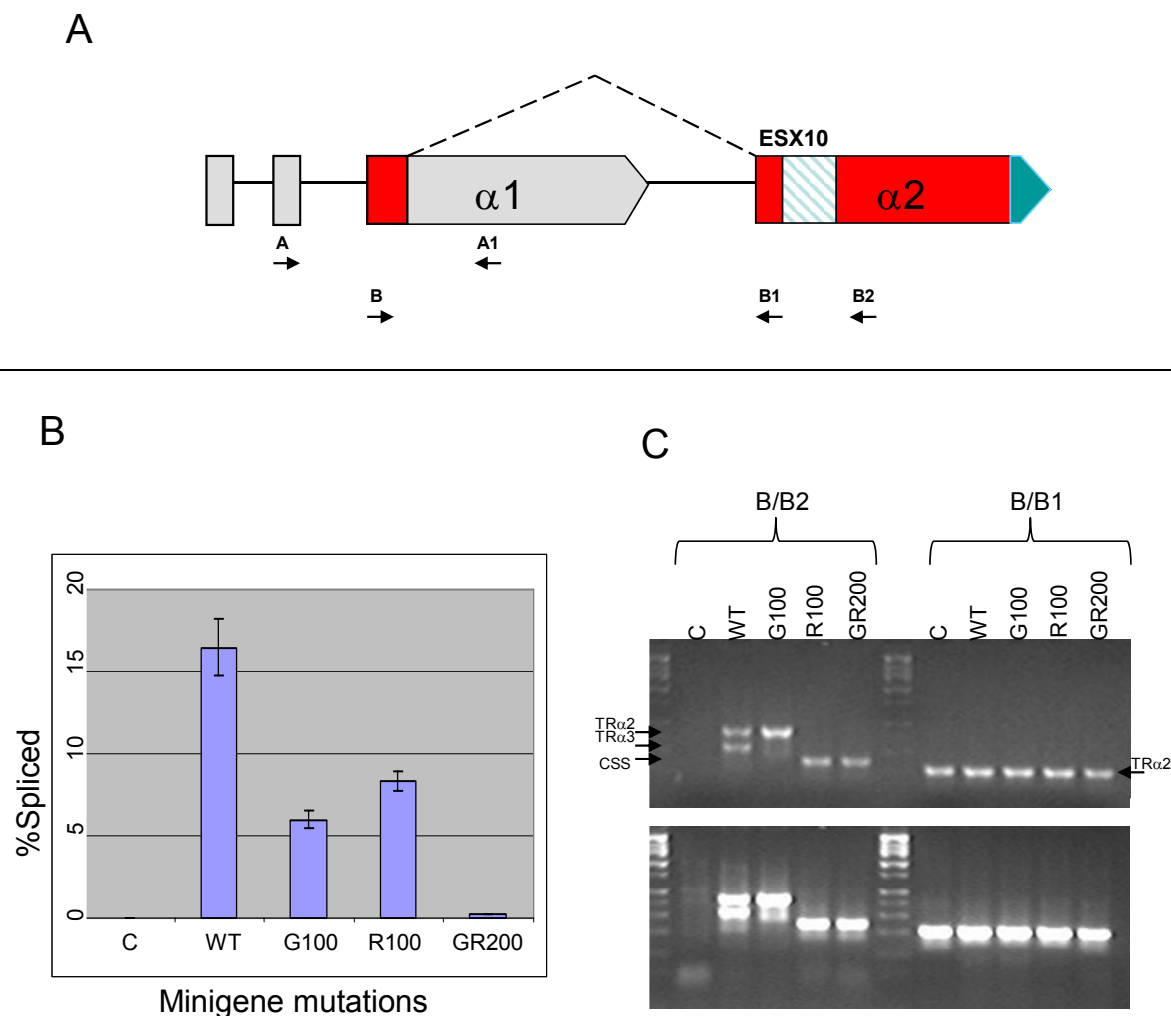 A
ESX10
α1
α2
A
A1
B
B1
B2
B
20
15
10
5
0
%Spliced
C
WT
G100
R100
GR200
Minigene mutations
C
B/B2
B/B1
C
WT
G100
R100
GR200
C
WT
G100
R100
GR200
TRα2
TRα3
CSS
TRα2